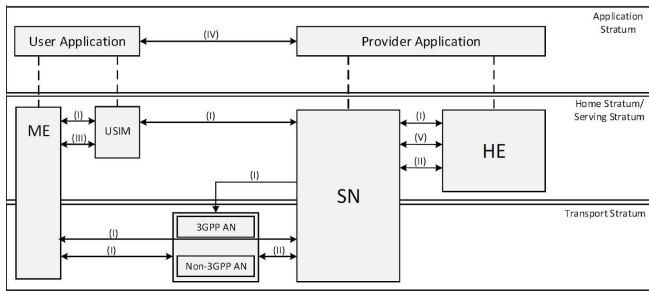 Application
Stratum
User Application
(IV)
Provider Application
Home Stratum/
Serving Stratum
ME
(I)
(III)
USIM
(I)
SN
(I)
(V)
(II)
HE
(I)
Transport Stratum
3GPP AN
(I)
(I)
Non-3GPP AN
(II)